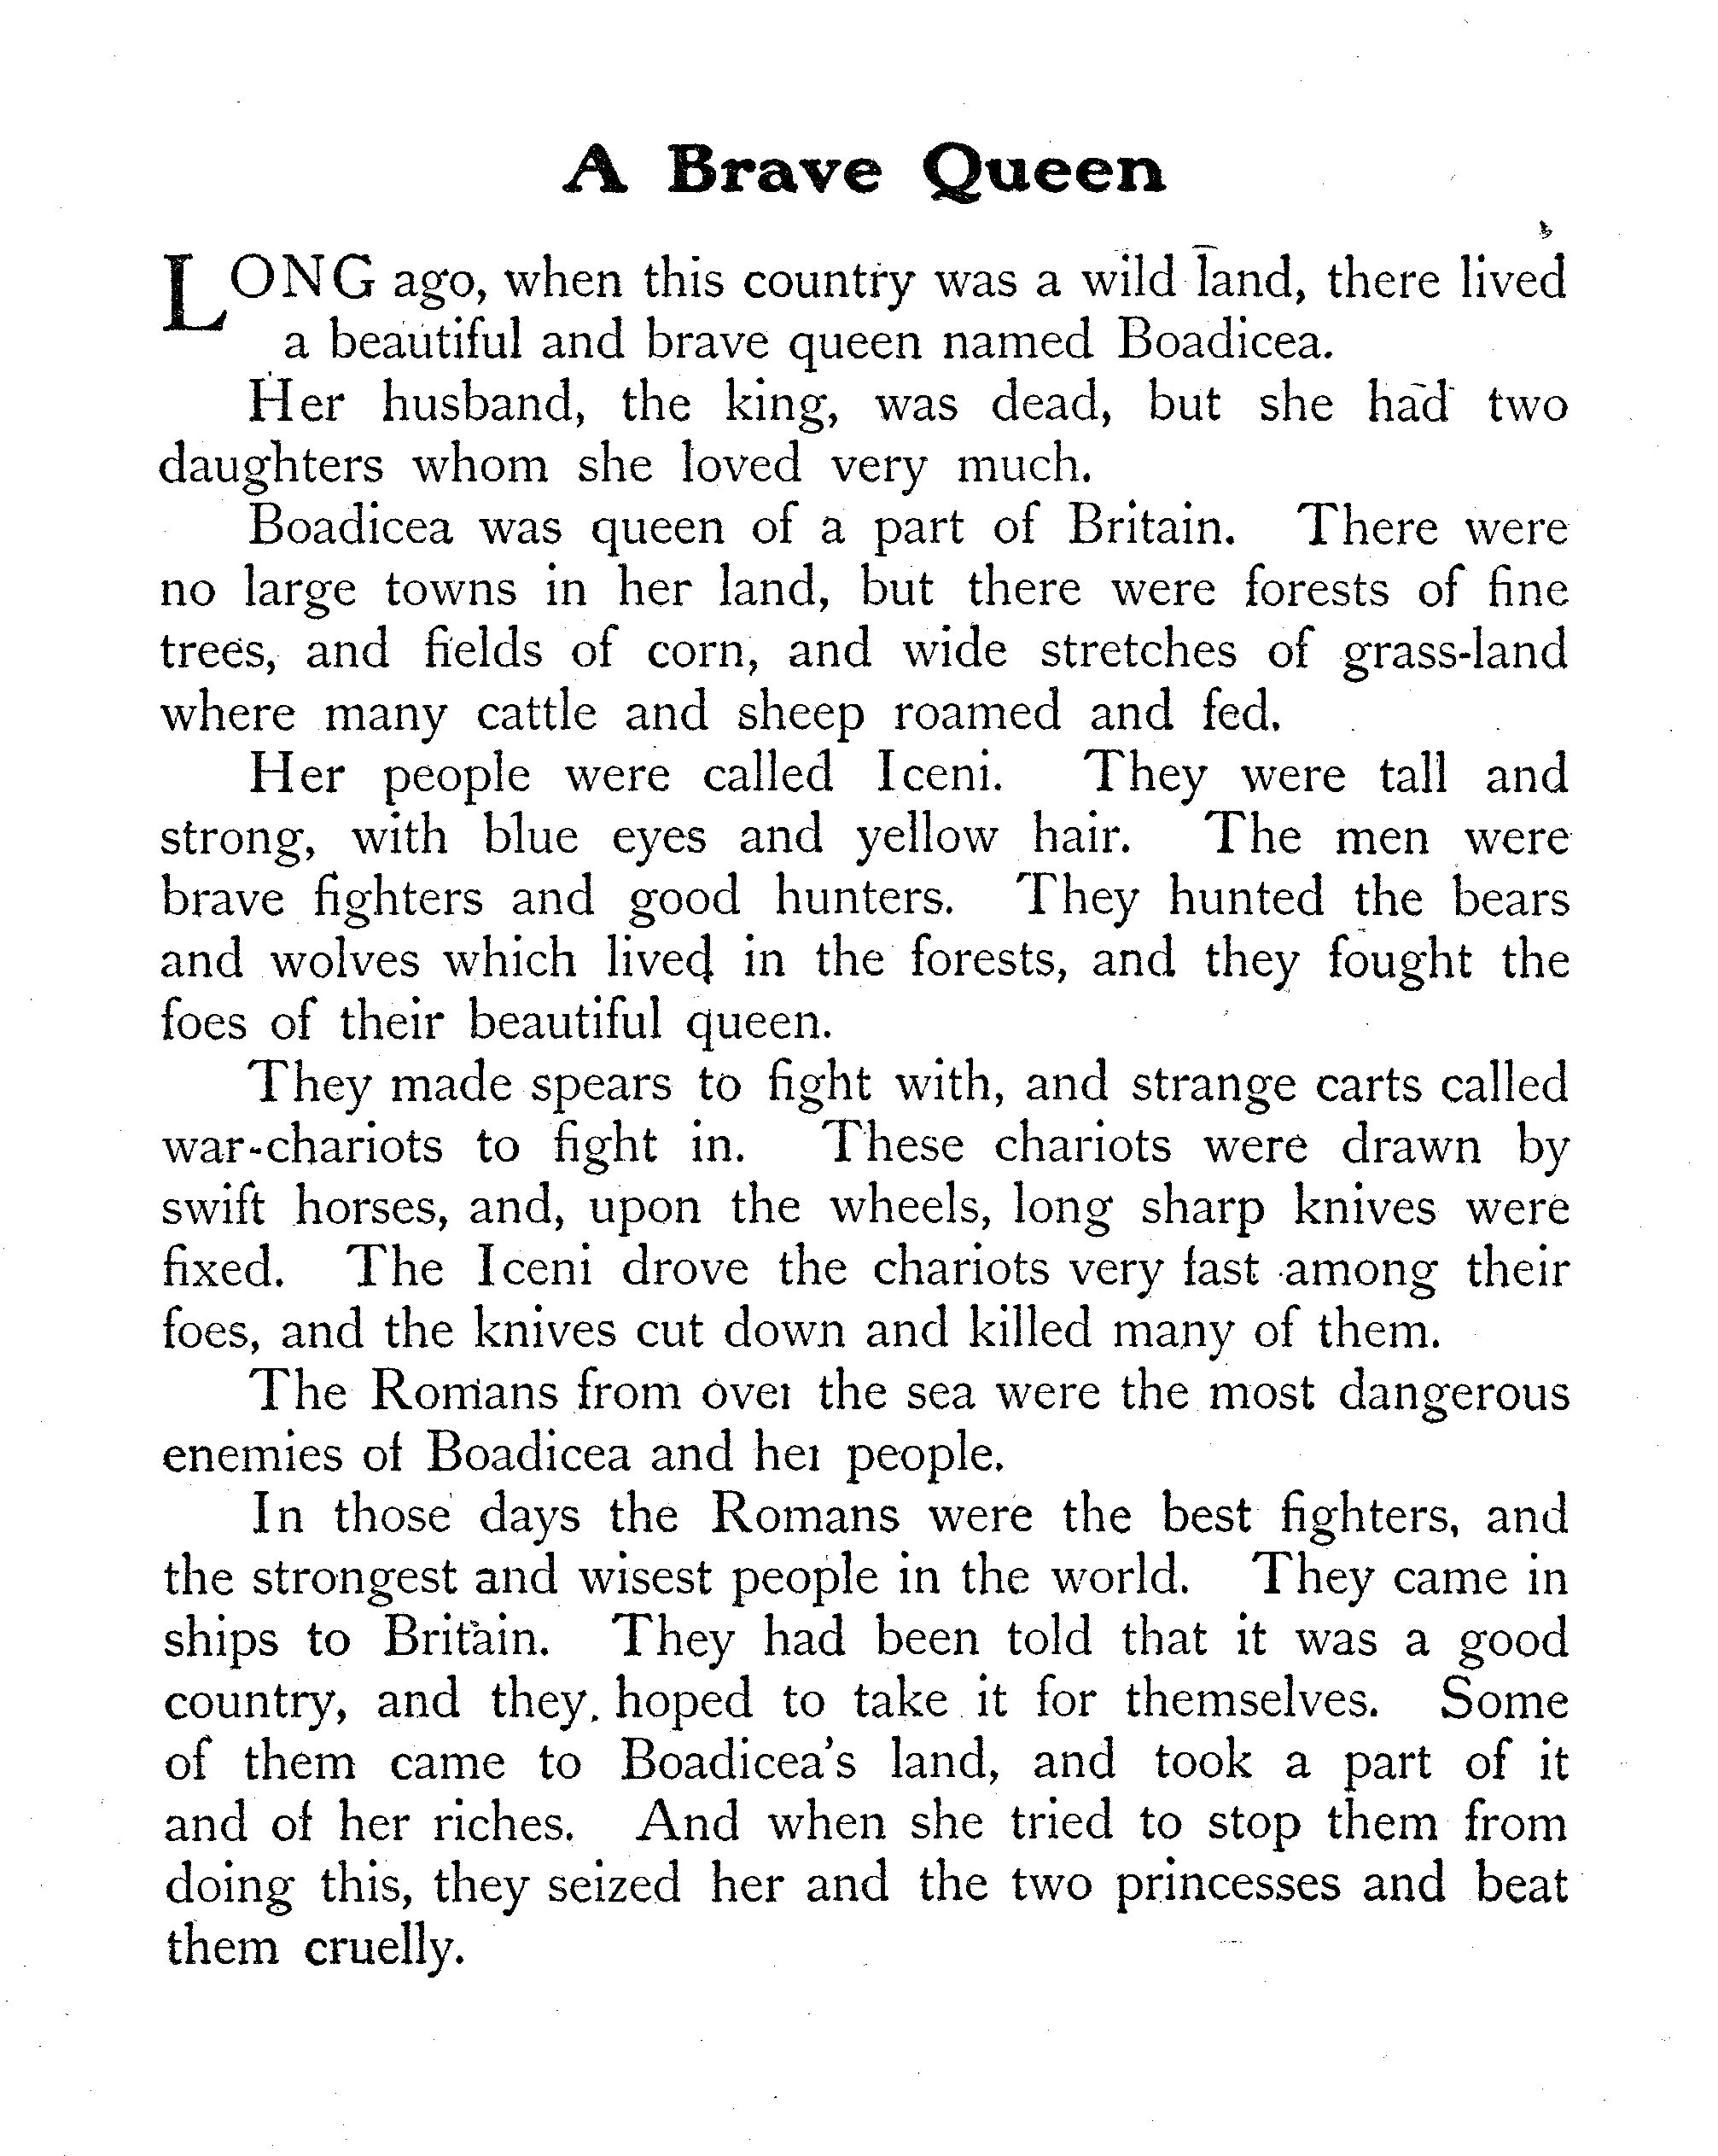 A Brave Queen
LONG ago, when this country was a wild land, there lived
a beautiful and brave queen named Boadicea.
Her husband, the king, was dead, but she had two
daughters whom she loved very much.
Boadicea was queen of a part of Britain. There were
no large towns in her land, but there were forests of fine
trees, and fields of corn, and wide stretches of grass-land
where many cattle and sheep roamed and fed.
Her people were called Iceni. They were tall and
strong, with blue eyes and yellow hair. The men were
brave fighters and good hunters. They hunted the bears
and wolves which lived in the forests, and they fought the
foes of their beautiful queen.
They made spears to fight with, and strange carts called
war-chariots to fight in. These chariots were drawn by
swift horses, and, upon the wheels, long sharp knives were
fixed. The Iceni drove the chariots very fast among their
foes, and the knives cut down and killed many of them.
The Romans from over the sea were the most dangerous
enemies of Boadicea and her people.
In those days the Romans were the best fighters, and
the strongest and wisest people in the world. They came in
ships to Britain. They had been told that it was a good
country, and they hoped to take it for themselves. Some
of them came to Boadicea's land, and took a part of it
and of her riches. And when she tried to stop them from
doing this, they seized her and the two princesses and beat
them cruelly.